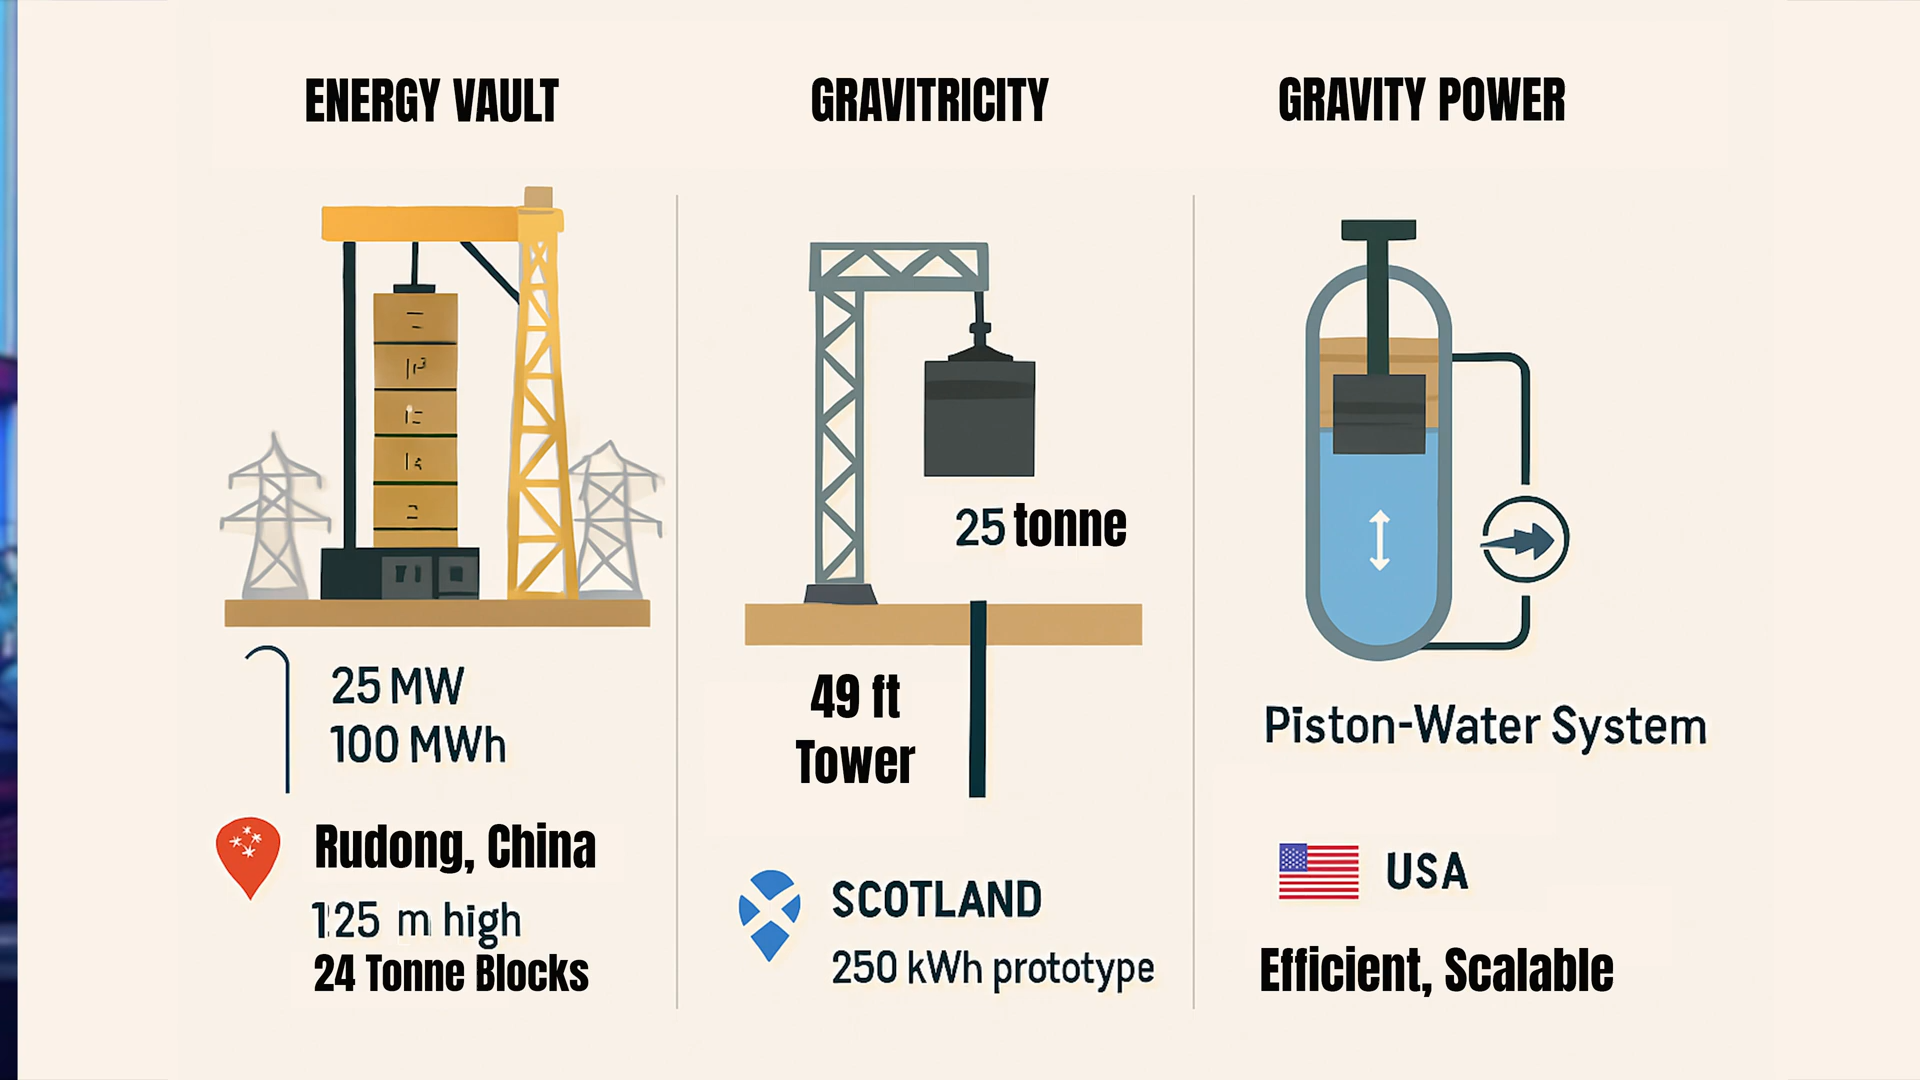 ENERGY VAULT
25 MW
100 MWh
Rudong, China
125 m high
24 Tonne Blocks
GRAVITRICITY
25 tonne
49 ft
Tower
SCOTLAND
250 kWh prototype
GRAVITY POWER
Piston-Water System
USA
Efficient, Scalable